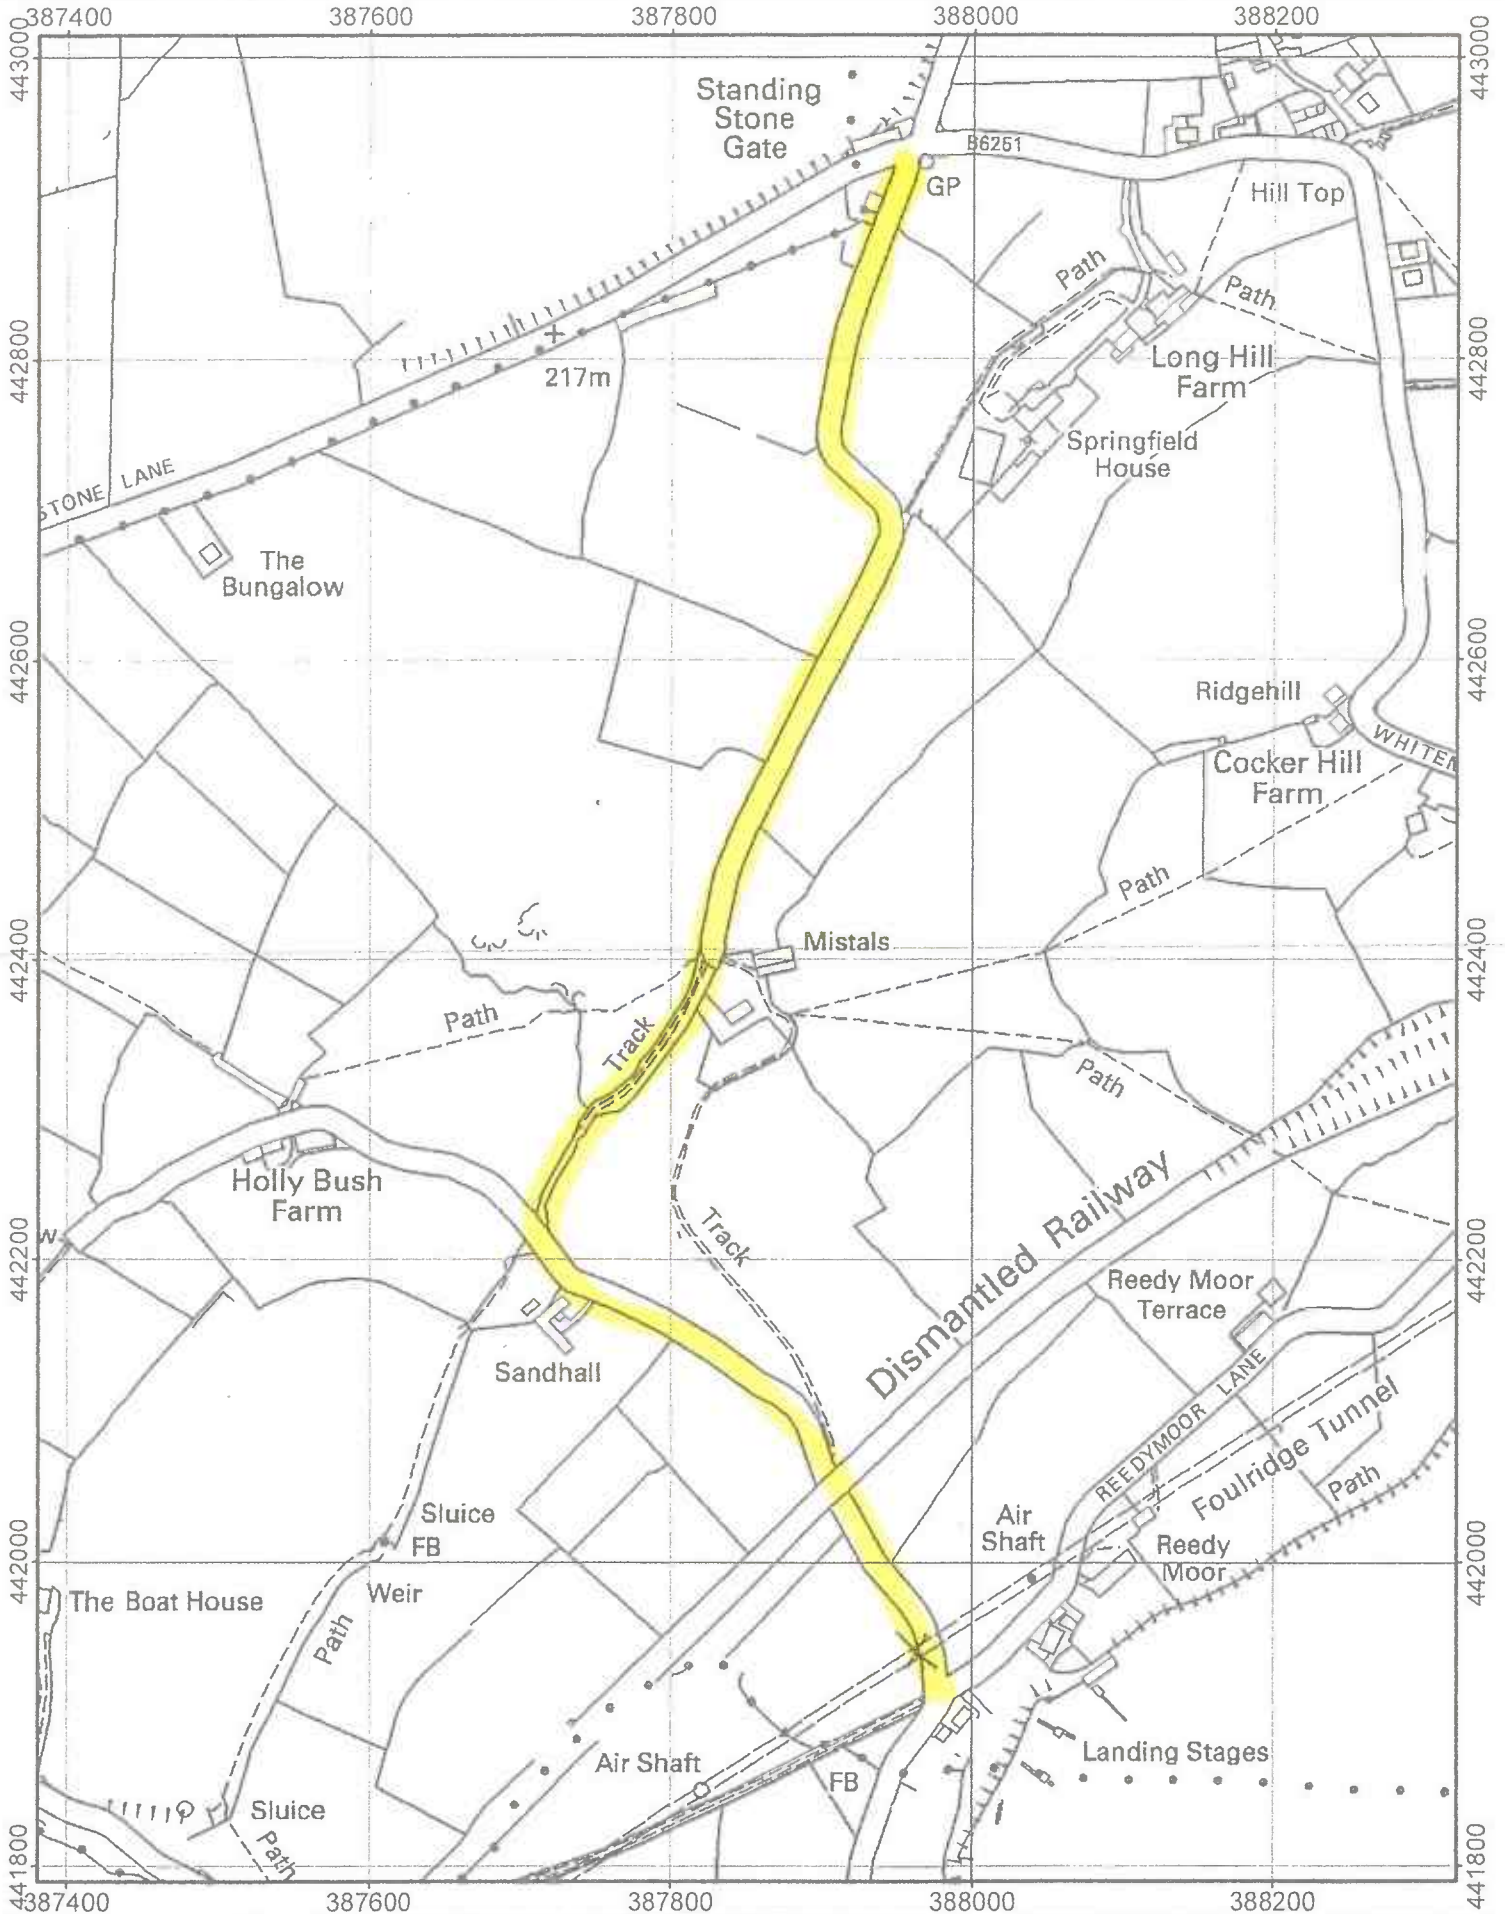 387400 387600 387800 388000 388200
443000
443000
Standing
Stone
Gate
B6251
GP
Hill Top
Path
Path
442800
442800
217m
Long Hill
Farm
STONE LANE
Springfield
House
The
Bungalow
442600
442600
Ridgehill
WHITEM
Cocker Hill
Farm
Path
Mistals
442400
442400
Path
Track
Path
Holly Bush
Farm
W
Track
Dismantled Railway
442200
442200
Reedy Moor
Terrace
Sandhall
REEDYMOOR LANE
Foulridge Tunnel
Path
Sluice
FB
Air
Shaft
Reedy
Moor
442000
442000
Weir
The Boat House
Path
Air Shaft
FB
Landing Stages
Sluice
Path
441800
441800
387400 387600 387800 388000 388200